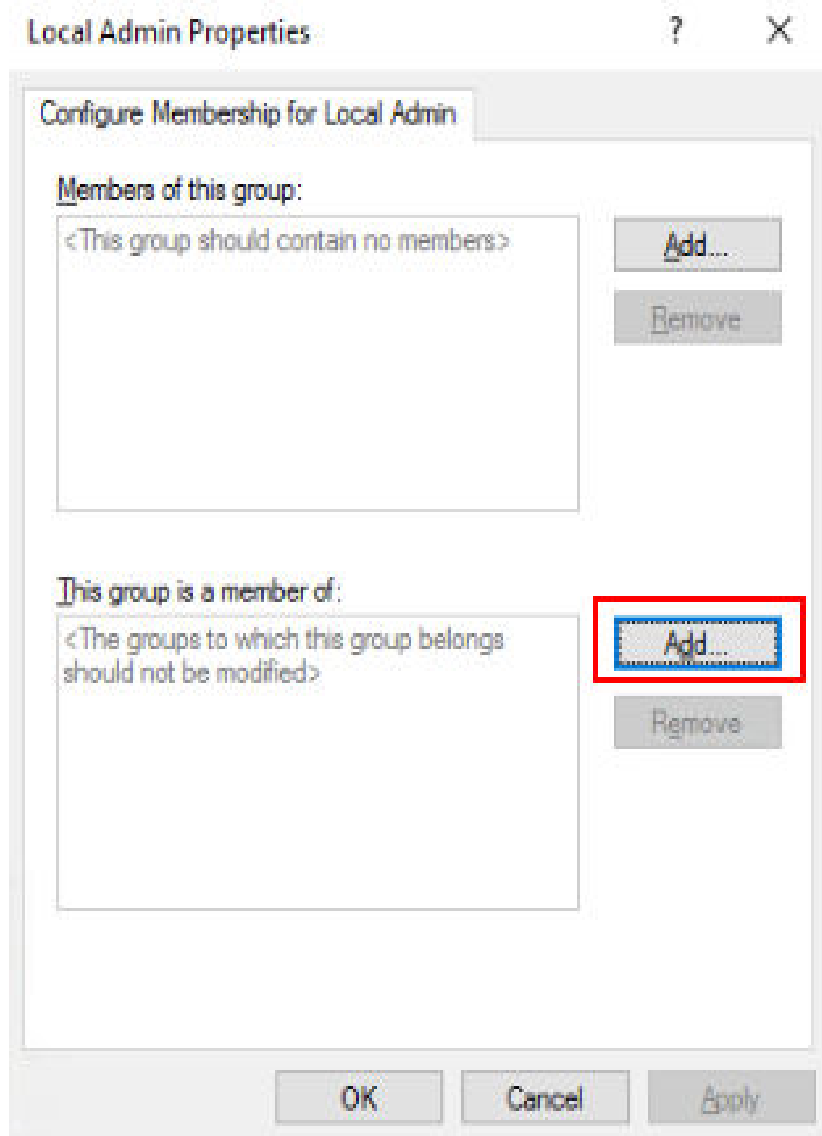 Local Admin Properties ? ×
Configure Membership for Local Admin
Members of this group:
<This group should contain no members>
Add...
Remove
This group is a member of:
<The groups to which this group belongs
should not be modified>
Add...
Remove
OK Cancel Apply